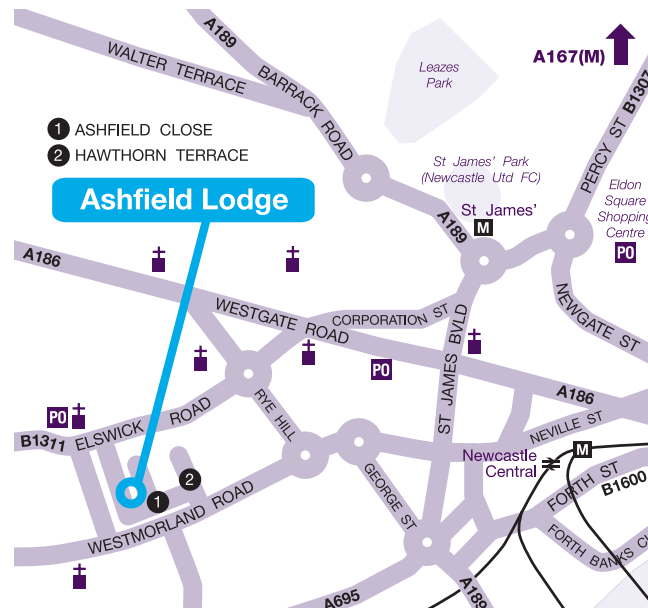 A189
WALTER TERRACE
BARRACK ROAD
Leazes
Park
A167(M)
PERCY ST B1307
1 ASHFIELD CLOSE
2 HAWTHORN TERRACE
Ashfield Lodge
St James' Park
(Newcastle Utd FC)
St James'
M
A189
Eldon
Square
Shopping
Centre
PO
A186
WESTGATE ROAD
CORPORATION ST
ST JAMES BVLD
NEWGATE ST
PO
A186
PO
B1311 ELSWICK ROAD
RYE HILL
NEVILLE ST
M
Newcastle
Central
GEORGE ST
FORTH ST
B1600
2
1
WESTMORLAND ROAD
FORTH BANKS
A695
A189